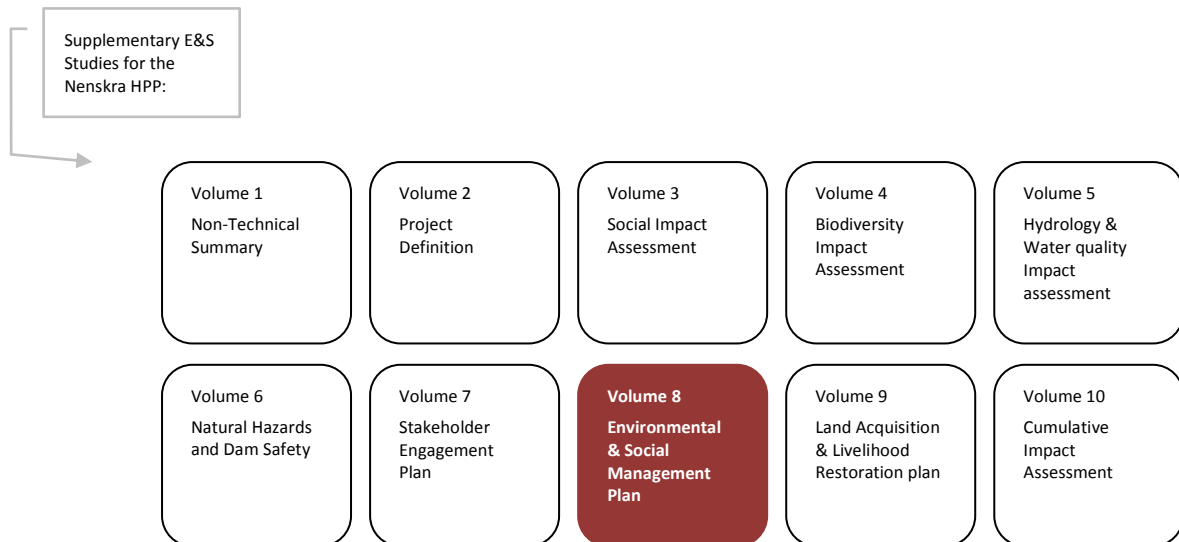 Supplementary E&S
Studies for the
Nenskra HPP:
Volume 1
Non-Technical
Summary
Volume 2
Project
Definition
Volume 3
Social Impact
Assessment
Volume 4
Biodiversity
Impact
Assessment
Volume 5
Hydrology &
Water quality
Impact
assessment
Volume 6
Natural Hazards
and Dam Safety
Volume 7
Stakeholder
Engagement
Plan
Volume 8
Environmental
& Social
Management
Plan
Volume 9
Land Acquisition
& Livelihood
Restoration plan
Volume 10
Cumulative
Impact
Assessment